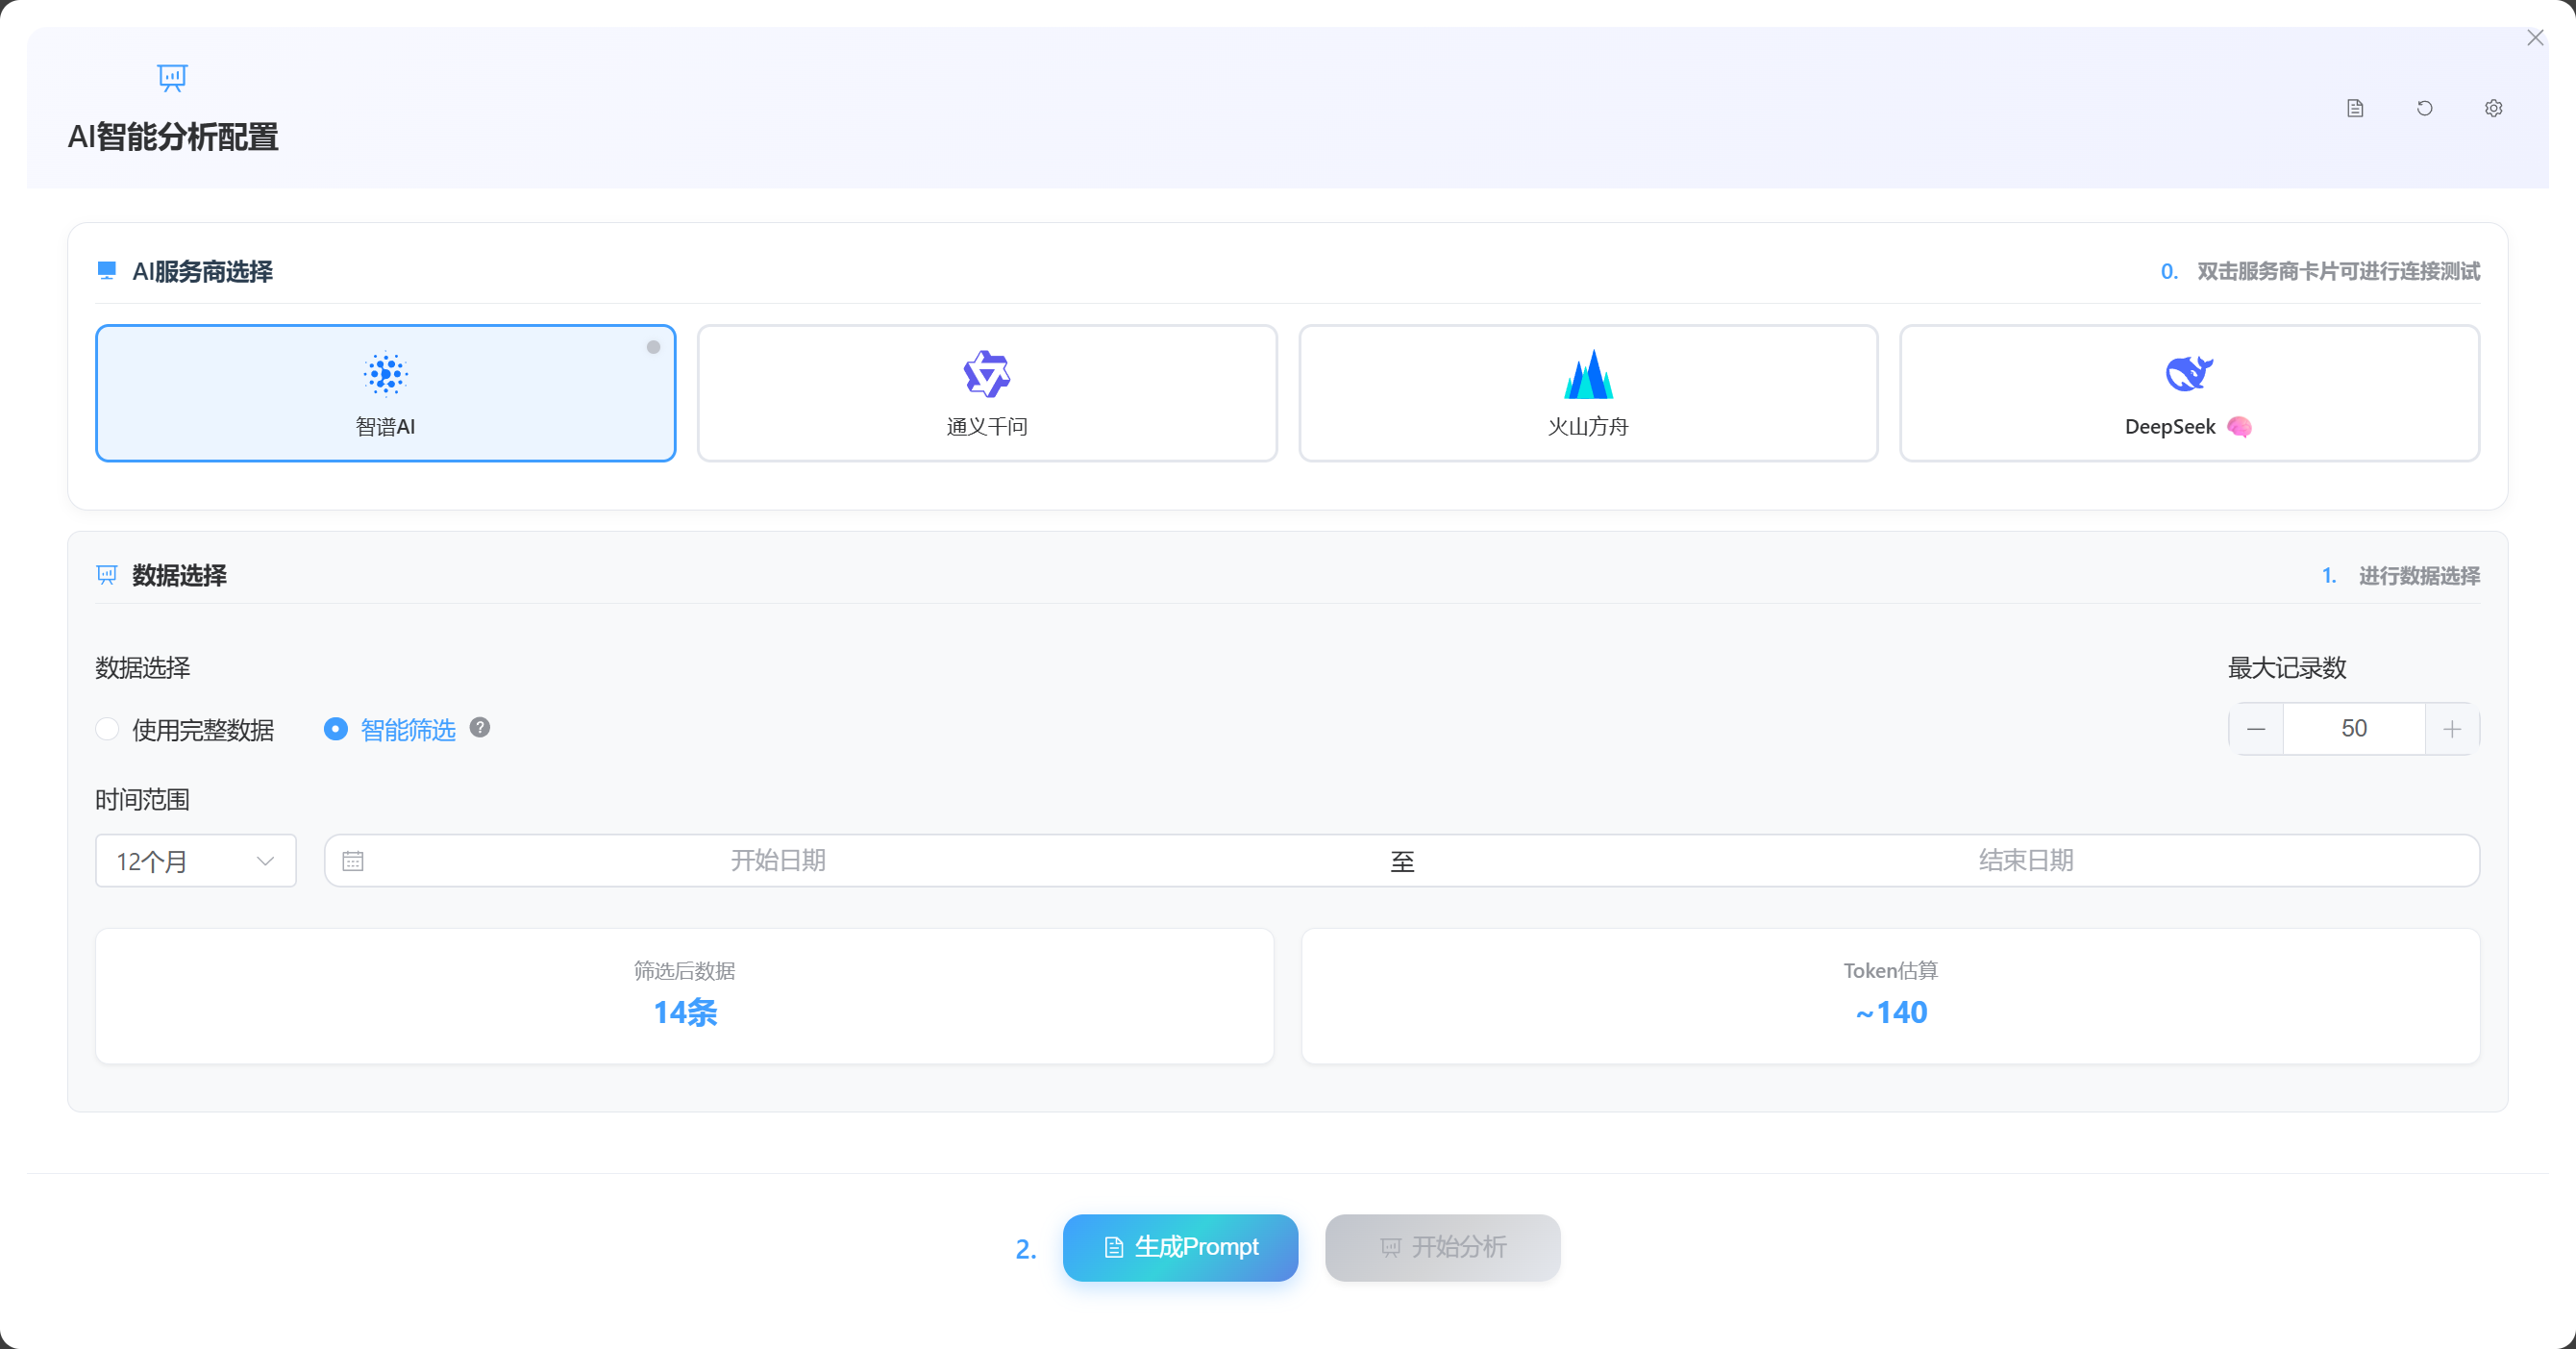 AI智能分析配置
AI服务商选择
0. 双击服务商卡片可进行连接测试
智谱AI
通义千问
火山方舟
DeepSeek 🧠
数据选择
1. 进行数据选择
数据选择
最大记录数
使用完整数据
智能筛选 ?
50
时间范围
12个月
开始日期 至 结束日期
筛选后数据
14条
Token估算
~140
2. 生成Prompt
开始分析